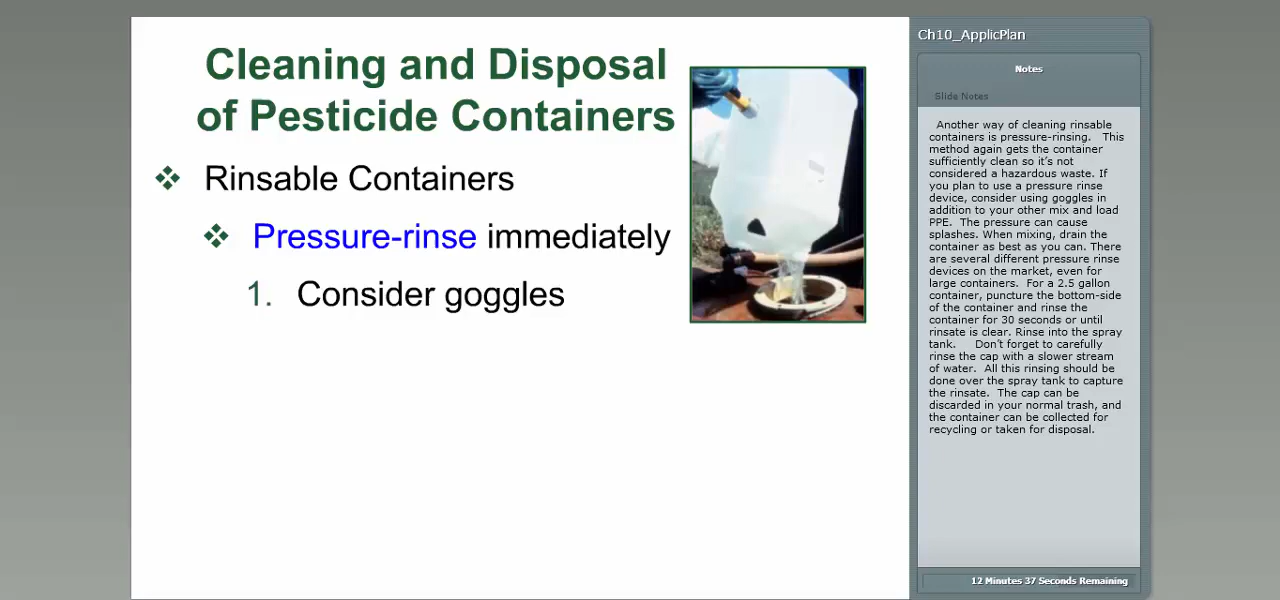 Cleaning and Disposal
of Pesticide Containers
Rinsable Containers
Pressure-rinse immediately
1. Consider goggles
Ch10_ApplicPlan
Notes
Slide Notes
Another way of cleaning rinsable
containers is pressure-rinsing. This
method again gets the container
sufficiently clean so it's not
considered a hazardous waste. If
you plan to use a pressure rinse
device, consider using goggles in
addition to your other mix and load
PPE. The pressure can cause
splashes. When mixing, drain the
container as best as you can. There
are several different pressure rinse
devices on the market, even for
large containers. For a 2.5 gallon
container, puncture the bottom-side
of the container and rinse the
container for 30 seconds or until
rinsate is clear. Rinse into the spray
tank. Don't forget to carefully
rinse the cap with a slower stream
of water. All this rinsing should be
done over the spray tank to capture
the rinsate. The cap can be
discarded in your normal trash, and
the container can be collected for
recycling or taken for disposal.
12 Minutes 37 Seconds Remaining